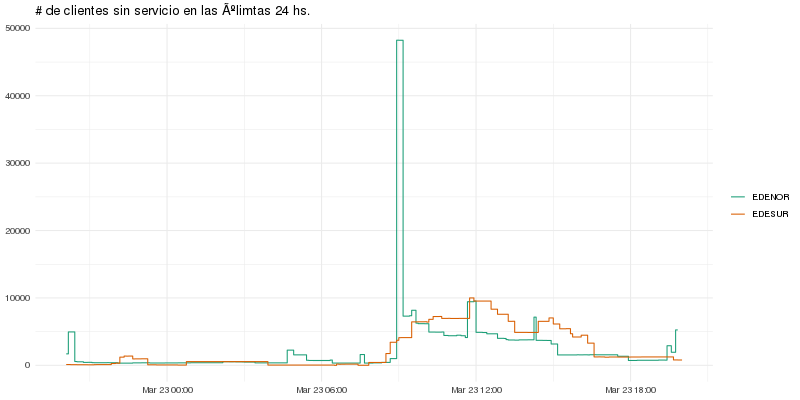 # de clientes sin servicio en las Ãºlimtas 24 hs.
50000
40000
30000
20000
10000
0
Mar 23 00:00
Mar 23 06:00
Mar 23 12:00
Mar 23 18:00
EDENOR
EDESUR